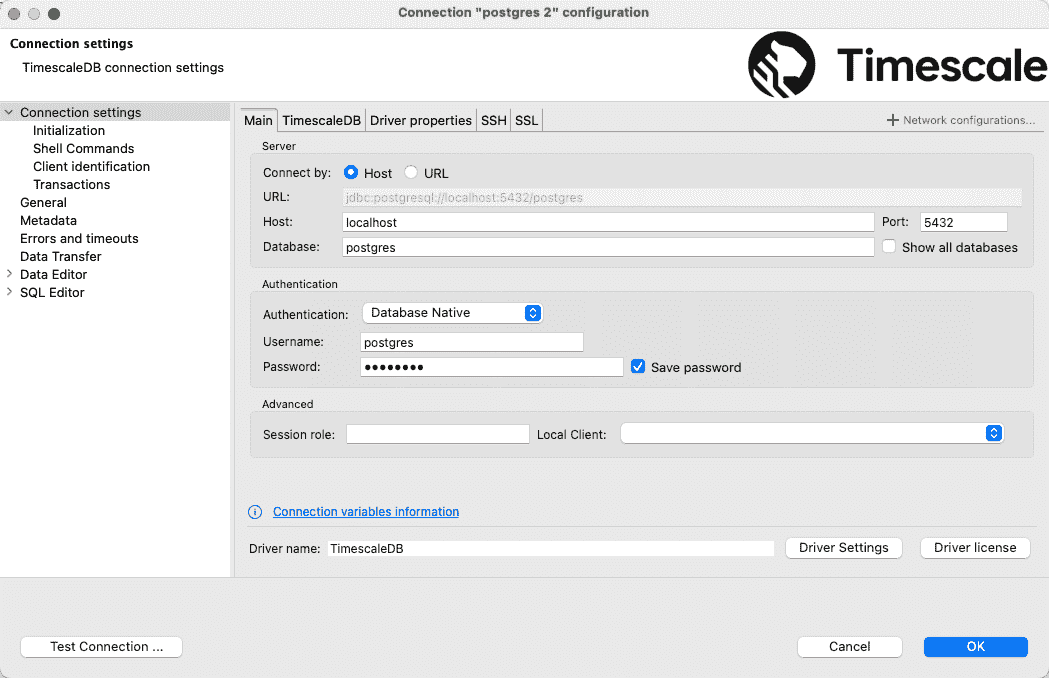 Connection "postgres 2" configuration
Connection settings
TimescaleDB connection settings
Timescale
Connection settings
Initialization
Shell Commands
Client identification
Transactions
General
Metadata
Errors and timeouts
Data Transfer
Data Editor
SQL Editor
Main TimescaleDB Driver properties SSH SSL Network configurations...
Server
Connect by: Host URL
URL: jdbc:postgresql://localhost:5432/postgres
Host: localhost Port: 5432
Database: postgres Show all databases
Authentication
Authentication: Database Native
Username: postgres
Password: •••••••• Save password
Advanced
Session role: Local Client:
Connection variables information
Driver name: TimescaleDB Driver Settings Driver license
Test Connection ... Cancel OK